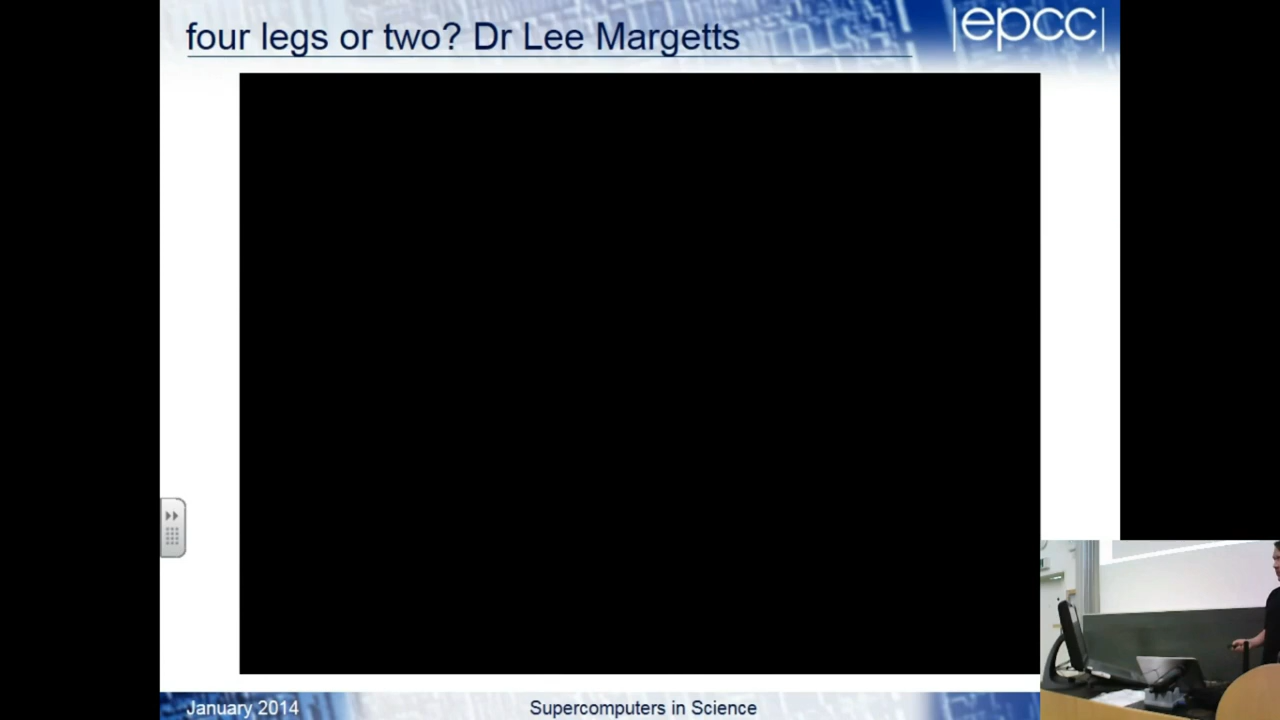 four legs or two? Dr Lee Margetts
|epcc|
January 2014
Supercomputers in Science